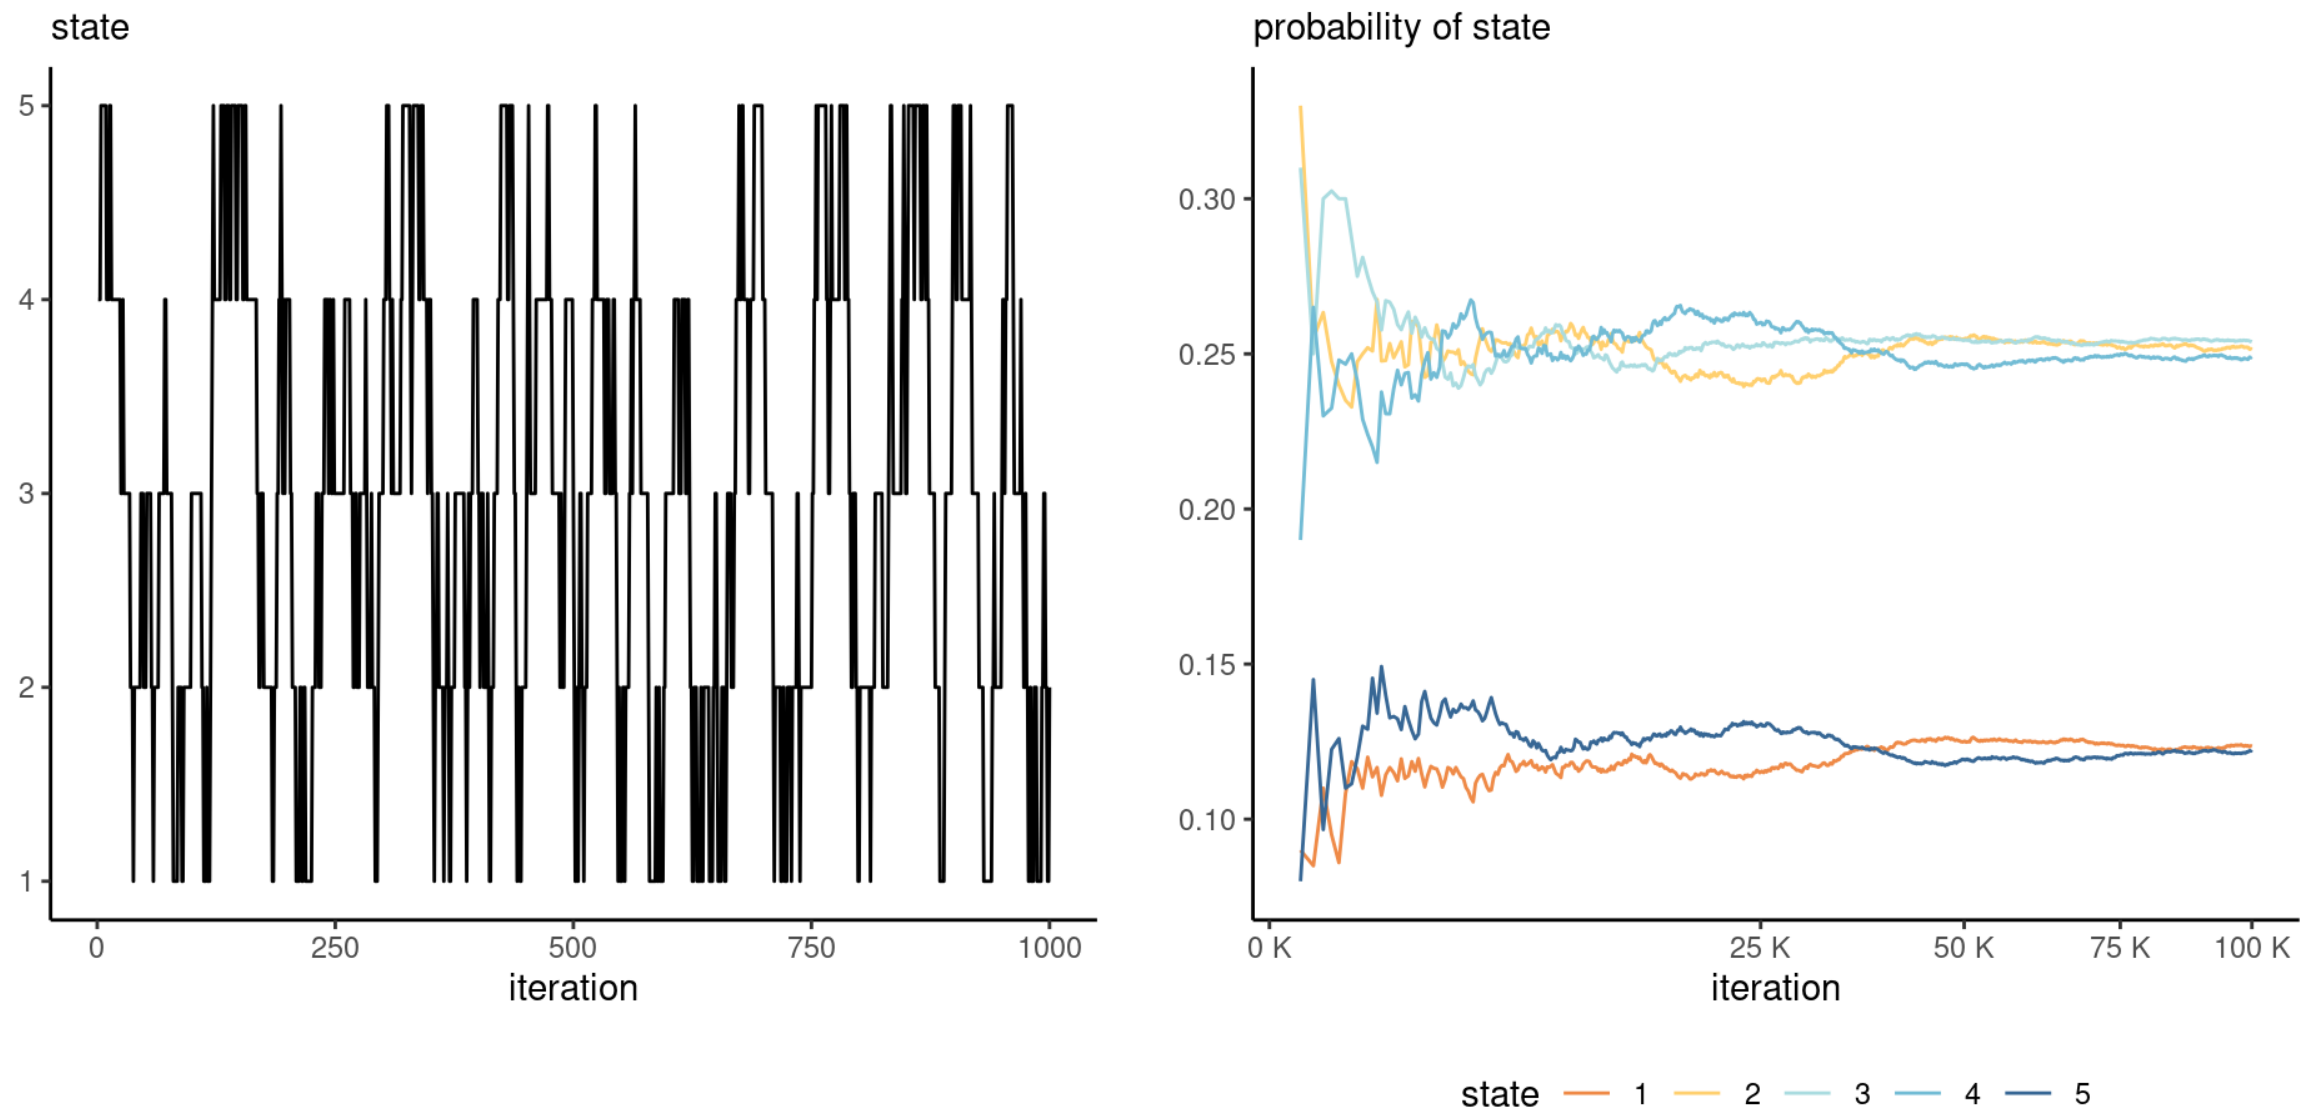 state
5
4
3
2
1
0 250 500 750 1000
iteration
probability of state
0.30
0.25
0.20
0.15
0.10
0 K 25 K 50 K 75 K 100 K
iteration
state 1 2 3 4 5